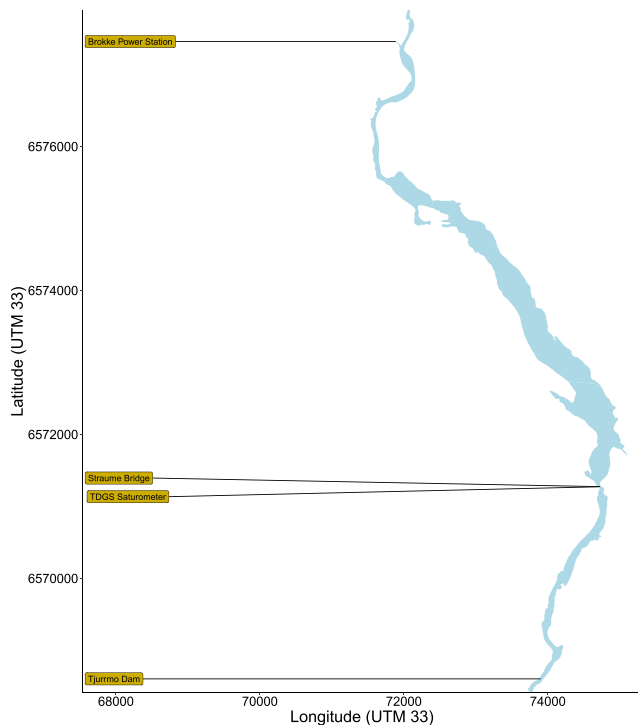 Brokke Power Station
6576000
6574000
Latitude (UTM 33)
6572000
Straume Bridge
TDGS Saturometer
6570000
Tjurrmo Dam
68000 70000 72000 74000
Longitude (UTM 33)